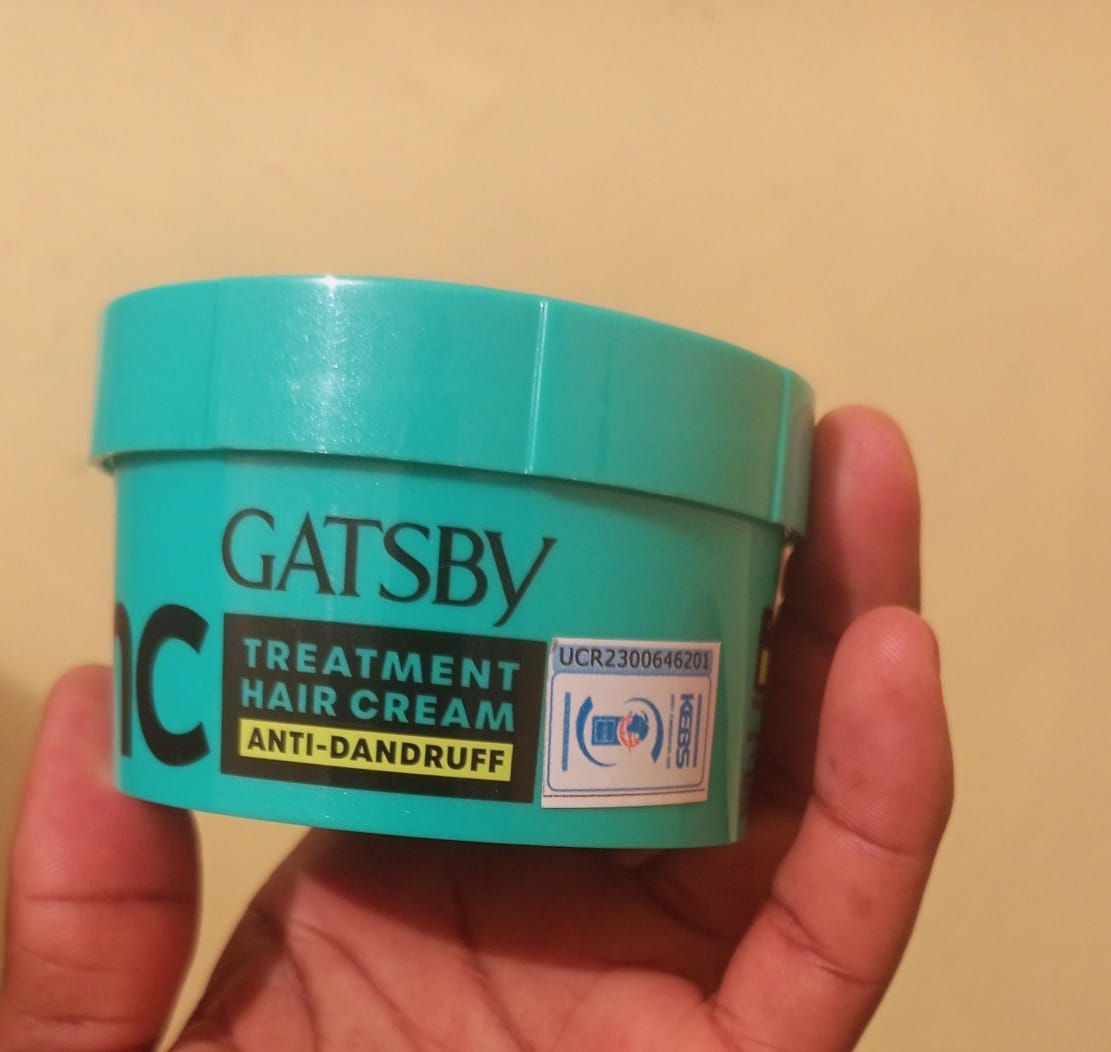 GATSBY
nc
TREATMENT
HAIR CREAM
ANTI-DANDRUFF
UCR2300646201
KEBS